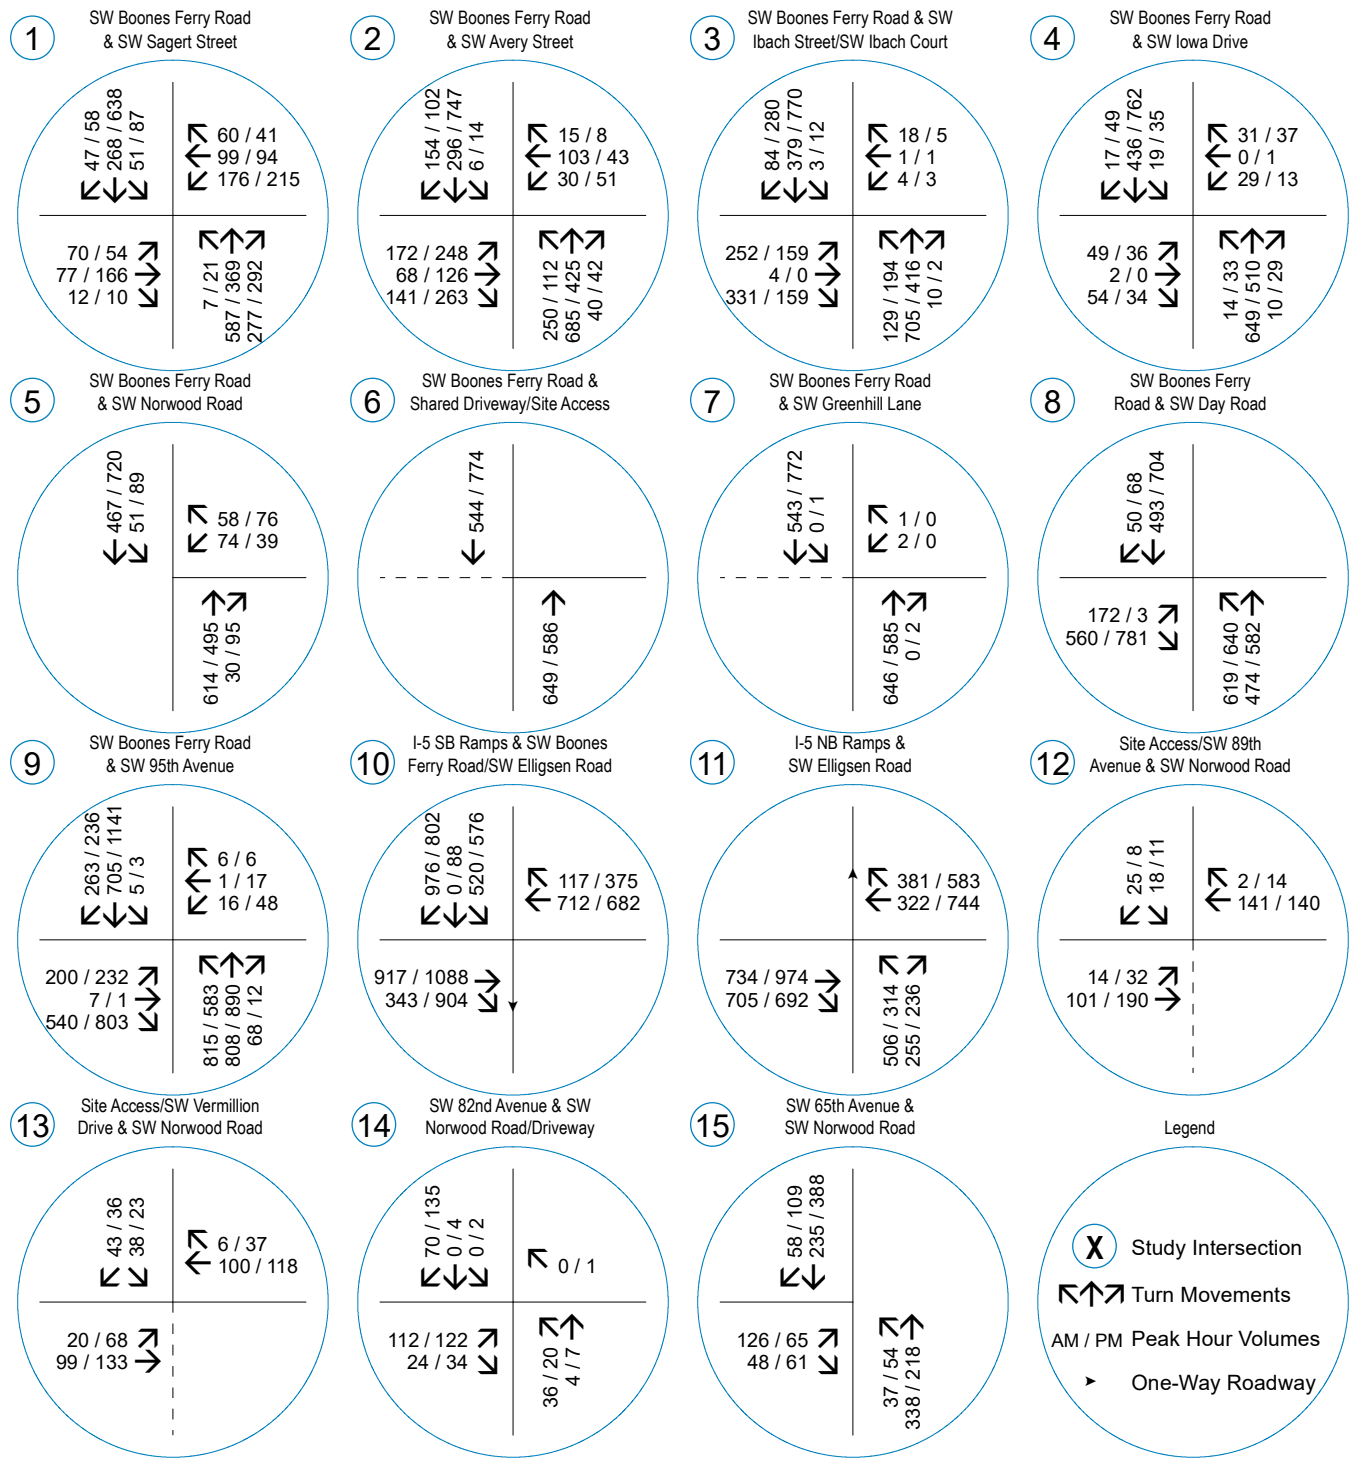 1
SW Boones Ferry Road
& SW Sagert Street
47 / 58
268 / 638
51 / 87
60 / 41
99 / 94
176 / 215
70 / 54
77 / 166
12 / 10
7 / 21
587 / 369
277 / 292
2
SW Boones Ferry Road
& SW Avery Street
154 / 102
296 / 747
6 / 14
15 / 8
103 / 43
30 / 51
172 / 248
68 / 126
141 / 263
250 / 112
685 / 425
40 / 42
3
SW Boones Ferry Road & SW
Ibach Street/SW Ibach Court
84 / 280
379 / 770
3 / 12
18 / 5
1 / 1
4 / 3
252 / 159
4 / 0
331 / 159
129 / 194
705 / 416
10 / 2
4
SW Boones Ferry Road
& SW Iowa Drive
17 / 49
436 / 762
19 / 35
31 / 37
0 / 1
29 / 13
49 / 36
2 / 0
54 / 34
14 / 33
649 / 510
10 / 29
5
SW Boones Ferry Road
& SW Norwood Road
467 / 720
51 / 89
58 / 76
74 / 39
614 / 495
30 / 95
6
SW Boones Ferry Road &
Shared Driveway/Site Access
544 / 774
649 / 586
7
SW Boones Ferry Road
& SW Greenhill Lane
543 / 772
0 / 1
1 / 0
2 / 0
646 / 585
0 / 2
8
SW Boones Ferry
Road & SW Day Road
50 / 68
493 / 704
172 / 3
560 / 781
619 / 640
474 / 582
9
SW Boones Ferry Road
& SW 95th Avenue
263 / 236
705 / 1141
5 / 3
6 / 6
1 / 17
16 / 48
200 / 232
7 / 1
540 / 803
815 / 583
808 / 890
68 / 12
10
I-5 SB Ramps & SW Boones
Ferry Road/SW Elligsen Road
976 / 802
0 / 88
520 / 576
117 / 375
712 / 682
917 / 1088
343 / 904
11
I-5 NB Ramps &
SW Elligsen Road
381 / 583
322 / 744
734 / 974
705 / 692
506 / 314
255 / 236
12
Site Access/SW 89th
Avenue & SW Norwood Road
25 / 8
18 / 11
2 / 14
141 / 140
14 / 32
101 / 190
13
Site Access/SW Vermillion
Drive & SW Norwood Road
43 / 36
38 / 23
6 / 37
100 / 118
20 / 68
99 / 133
14
SW 82nd Avenue & SW
Norwood Road/Driveway
70 / 135
0 / 4
0 / 2
0 / 1
112 / 122
24 / 34
36 / 20
4 / 7
15
SW 65th Avenue &
SW Norwood Road
58 / 109
235 / 388
126 / 65
48 / 61
37 / 54
338 / 218
Legend
X Study Intersection
Turn Movements
AM / PM Peak Hour Volumes
One-Way Roadway